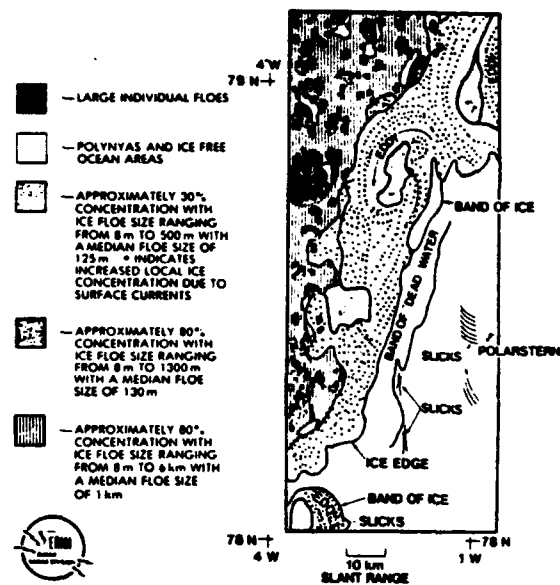 – LARGE INDIVIDUAL FLOES
– POLYNYAS AND ICE FREE
OCEAN AREAS
– APPROXIMATELY 30%
CONCENTRATION WITH
ICE FLOE SIZE RANGING
FROM 8 m TO 500 m WITH
A MEDIAN FLOE SIZE OF
125 m * INDICATES
INCREASED LOCAL ICE
CONCENTRATION DUE TO
SURFACE CURRENTS
– APPROXIMATELY 80%
CONCENTRATION WITH
ICE FLOE SIZE RANGING
FROM 8 m TO 1300 m
WITH A MEDIAN FLOE
SIZE OF 130 m
– APPROXIMATELY 80%
CONCENTRATION WITH
ICE FLOE SIZE RANGING
FROM 8 m TO 6 km WITH
A MEDIAN FLOE SIZE
OF 1 km
ERIM
4 W
79 N
EDDY
EDDY
BAND OF ICE
BAND OF DEAD WATER
SLICKS
POLARSTERN
SLICKS
ICE EDGE
EDDY
BAND OF ICE
SLICKS
78 N
4 W
78 N
1 W
10 km
SLANT RANGE